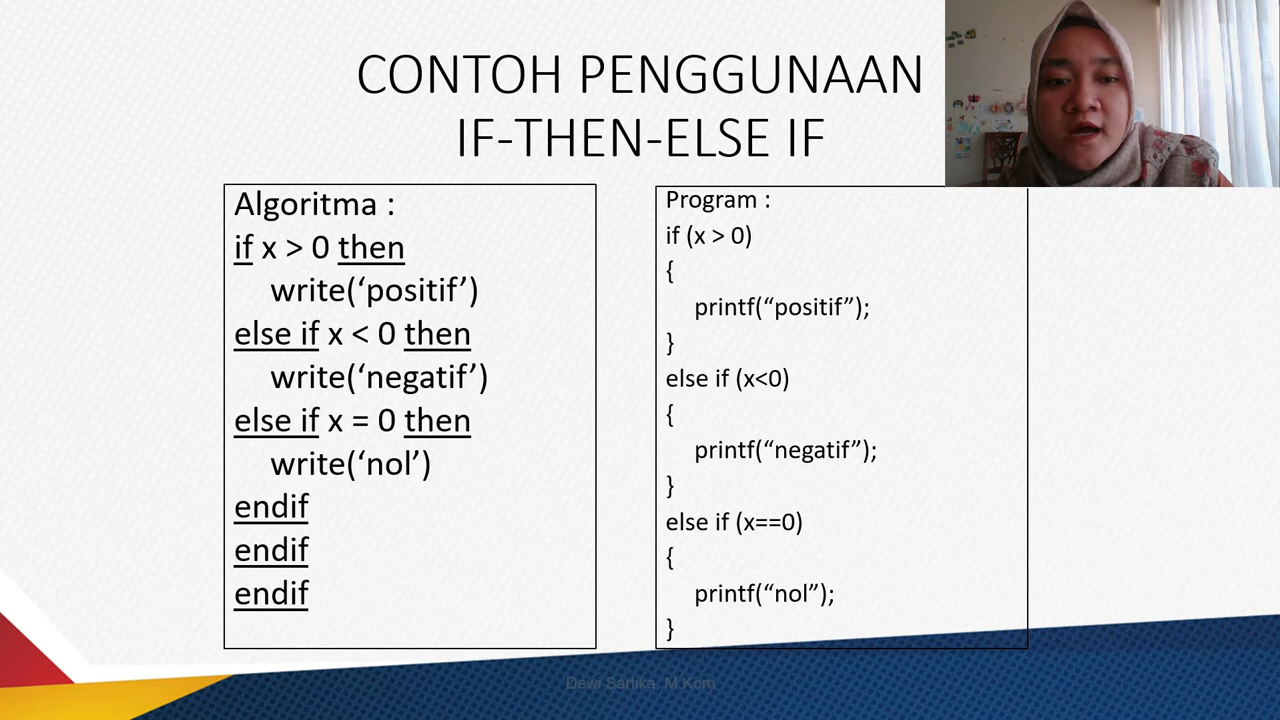 CONTOH PENGGUNAAN
IF-THEN-ELSE IF
Algoritma :
if x > 0 then
write(‘positif’)
else if x < 0 then
write(‘negatif’)
else if x = 0 then
write(‘nol’)
endif
endif
endif
Program :
if (x > 0)
{
printf(“positif”);
}
else if (x<0)
{
printf(“negatif”);
}
else if (x==0)
{
printf(“nol”);
}
Dewi Sartika, M.Kom